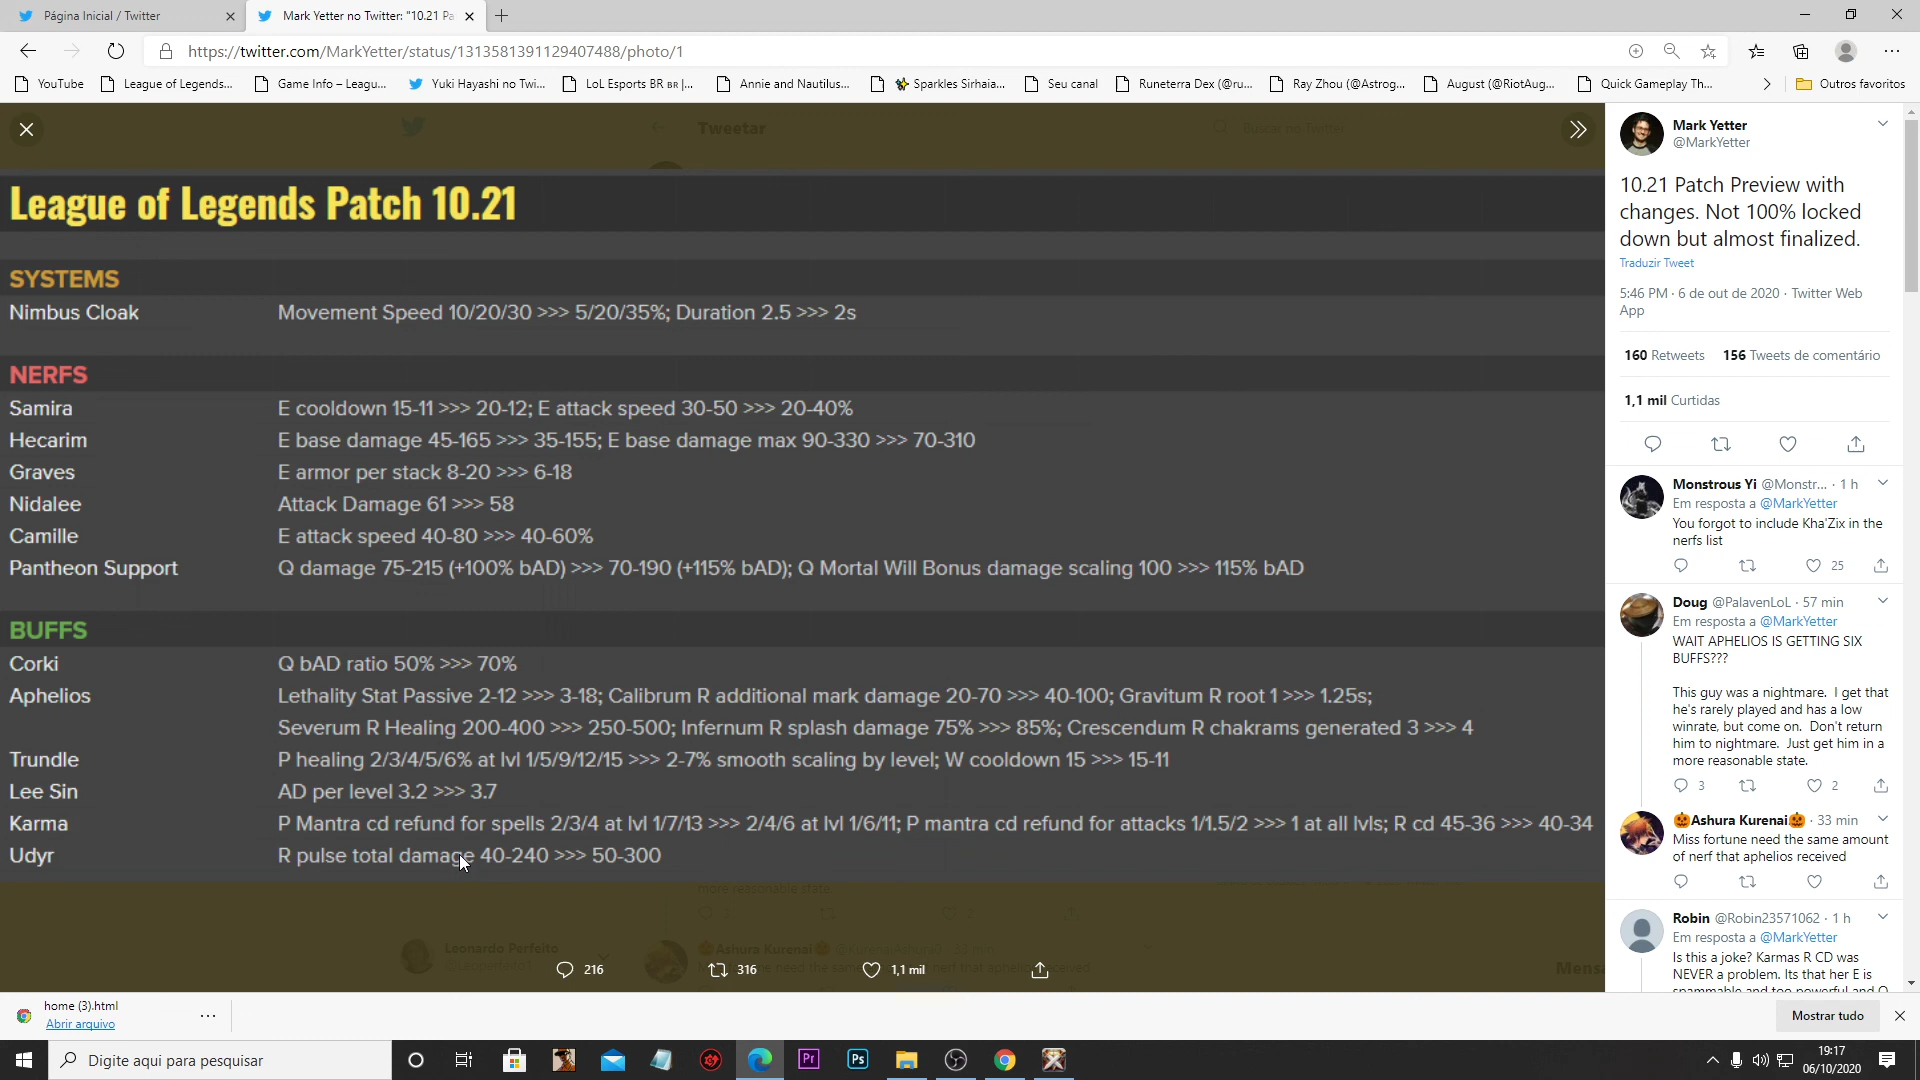 Página Inicial / Twitter
Mark Yetter no Twitter: "10.21 Pa
https://twitter.com/MarkYetter/status/1313581391129407488/photo/1
YouTube
League of Legends...
Game Info – Leagu...
Yuki Hayashi no Twi...
LoL Esports BR BR |...
Annie and Nautilus...
Sparkles Sirhaia...
Seu canal
Runeterra Dex (@ru...
Ray Zhou (@Astrog...
August (@RiotAug...
Quick Gameplay Th...
Outros favoritos
Tweetar
Buscar no Twitter
League of Legends Patch 10.21
SYSTEMS
Nimbus Cloak Movement Speed 10/20/30 >>> 5/20/35%; Duration 2.5 >>> 2s
NERFS
Samira E cooldown 15-11 >>> 20-12; E attack speed 30-50 >>> 20-40%
Hecarim E base damage 45-165 >>> 35-155; E base damage max 90-330 >>> 70-310
Graves E armor per stack 8-20 >>> 6-18
Nidalee Attack Damage 61 >>> 58
Camille E attack speed 40-80 >>> 40-60%
Pantheon Support Q damage 75-215 (+100% bAD) >>> 70-190 (+115% bAD); Q Mortal Will Bonus damage scaling 100 >>> 115% bAD
BUFFS
Corki Q bAD ratio 50% >>> 70%
Aphelios Lethality Stat Passive 2-12 >>> 3-18; Calibrum R additional mark damage 20-70 >>> 40-100; Gravitum R root 1 >>> 1.25s;
Severum R Healing 200-400 >>> 250-500; Infernum R splash damage 75% >>> 85%; Crescendum R chakrams generated 3 >>> 4
Trundle P healing 2/3/4/5/6% at lvl 1/5/9/12/15 >>> 2-7% smooth scaling by level; W cooldown 15 >>> 15-11
Lee Sin AD per level 3.2 >>> 3.7
Karma P Mantra cd refund for spells 2/3/4 at lvl 1/7/13 >>> 2/4/6 at lvl 1/6/11; P mantra cd refund for attacks 1/1.5/2 >>> 1 at all lvls; R cd 45-36 >>> 40-34
Udyr R pulse total damage 40-240 >>> 50-300
more reasonable state.
Leonardo Perfeito
Ashura Kurenai
216
316
1,1 mil
Mark Yetter
@MarkYetter
10.21 Patch Preview with
changes. Not 100% locked
down but almost finalized.
Traduzir Tweet
5:46 PM · 6 de out de 2020 · Twitter Web
App
160 Retweets 156 Tweets de comentário
1,1 mil Curtidas
Monstrous Yi @Monstr... · 1 h
Em resposta a @MarkYetter
You forgot to include Kha'Zix in the
nerfs list
25
Doug @PalavenLoL · 57 min
Em resposta a @MarkYetter
WAIT APHELIOS IS GETTING SIX
BUFFS???
This guy was a nightmare. I get that
he's rarely played and has a low
winrate, but come on. Don't return
him to nightmare. Just get him in a
more reasonable state.
3 2
🎃Ashura Kurenai🎃 · 33 min
Miss fortune need the same amount
of nerf that aphelios received
Robin @Robin23571062 · 1 h
Em resposta a @MarkYetter
Is this a joke? Karmas R CD was
NEVER a problem. Its that her E is
spammable and too powerful and Q
home (3).html
Abrir arquivo
Mostrar tudo
Digite aqui para pesquisar
Pr
Ps
19:17
06/10/2020